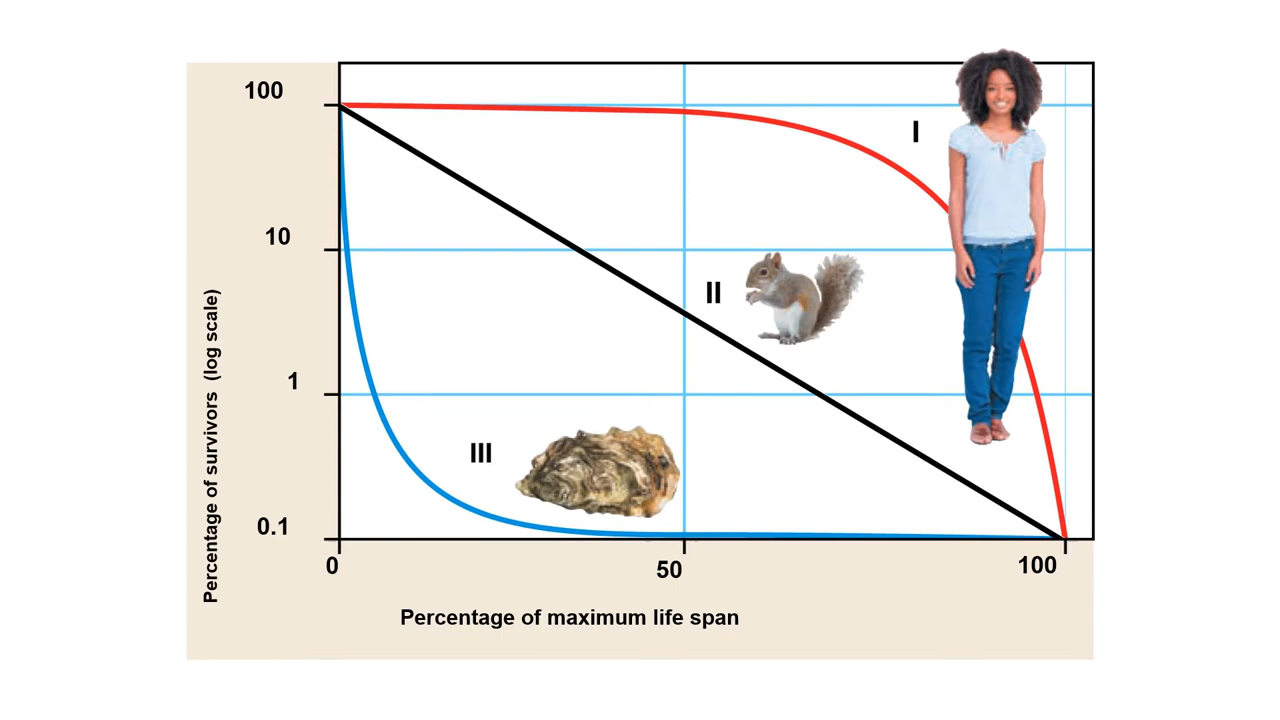 100
10
1
0.1
Percentage of survivors (log scale)
I
II
III
0
50
100
Percentage of maximum life span